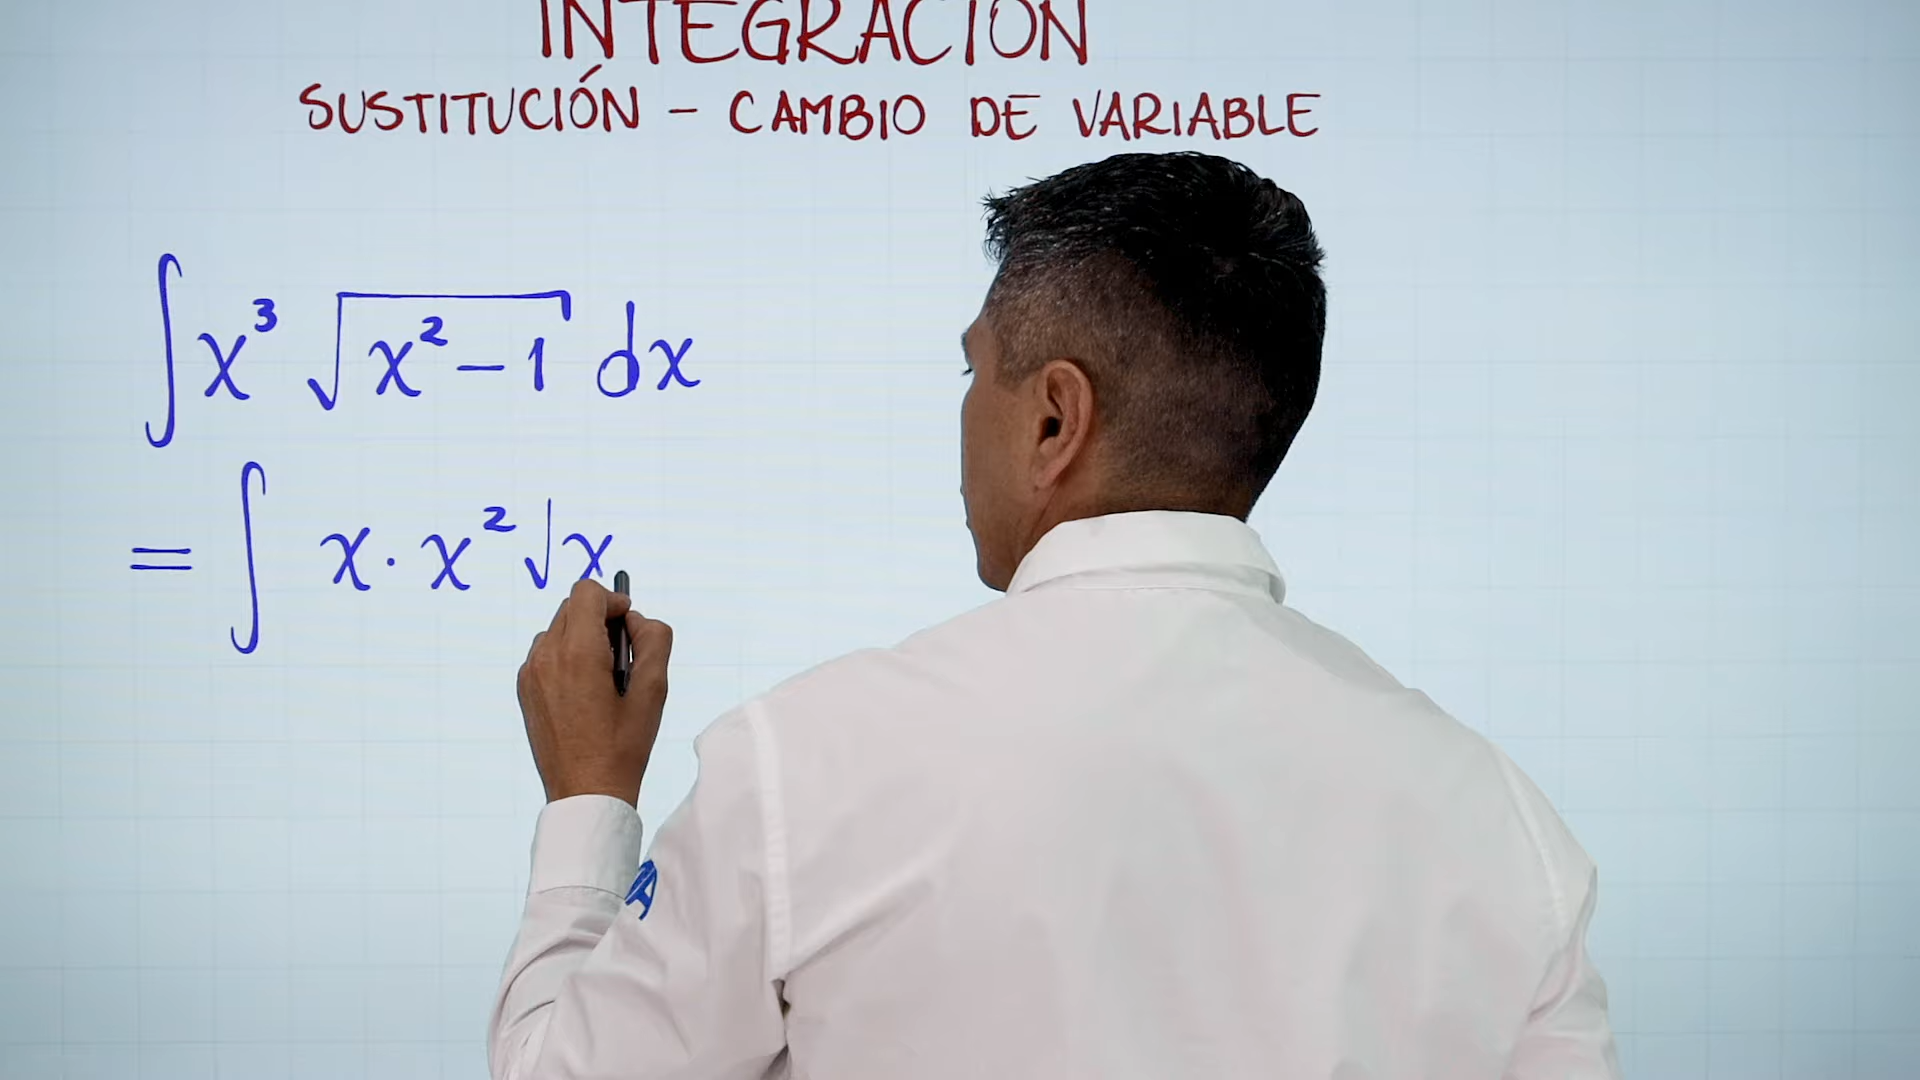 INTEGRACIÓN
SUSTITUCIÓN – CAMBIO DE VARIABLE
∫x³ √(x²–1) dx
= ∫ x·x²√x
A